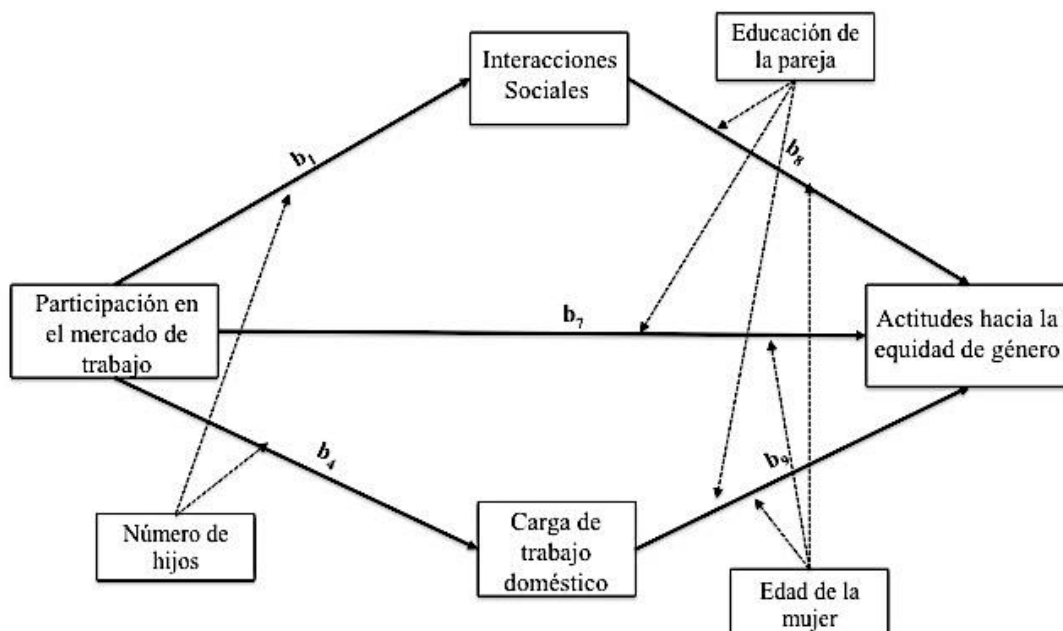 Educación de
la pareja
Interacciones
Sociales
b1
b8
Participación en
el mercado de
trabajo
b7
Actitudes hacia la
equidad de género
b4
b9
Número de
hijos
Carga de
trabajo
doméstico
Edad de la
mujer